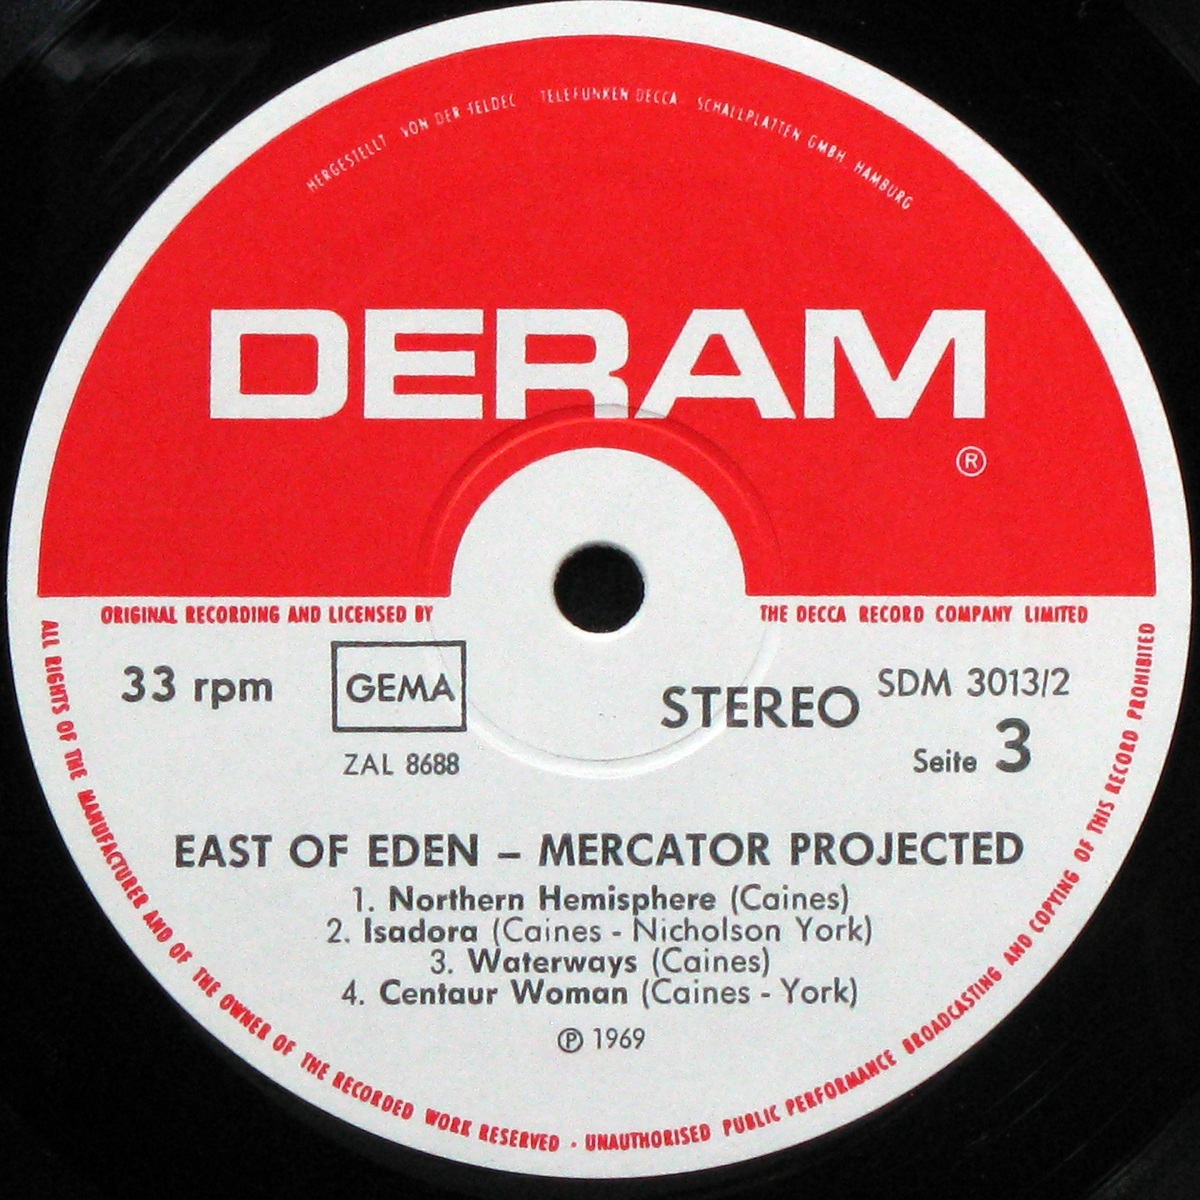 HERGESTELLT VON DER TELDEC TELEFUNKEN DECCA SCHALLPLATTEN GMBH HAMBURG
DERAM
®
ORIGINAL RECORDING AND LICENSED BY THE DECCA RECORD COMPANY LIMITED
33 rpm GEMA STEREO SDM 3013/2
ZAL 8688 Seite 3
EAST OF EDEN – MERCATOR PROJECTED
1. Northern Hemisphere (Caines)
2. Isadora (Caines - Nicholson York)
3. Waterways (Caines)
4. Centaur Woman (Caines - York)
℗ 1969
ALL RIGHTS OF THE MANUFACTURER AND OF THE OWNER OF THE RECORDED WORK RESERVED · UNAUTHORISED PUBLIC PERFORMANCE BROADCASTING AND COPYING OF THIS RECORD PROHIBITED